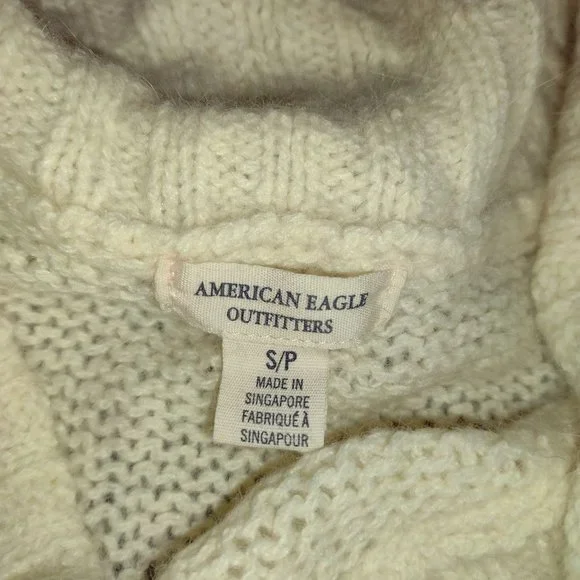 AMERICAN EAGLE
OUTFITTERS
S/P
MADE IN
SINGAPORE
FABRIQUÉ À
SINGAPOUR